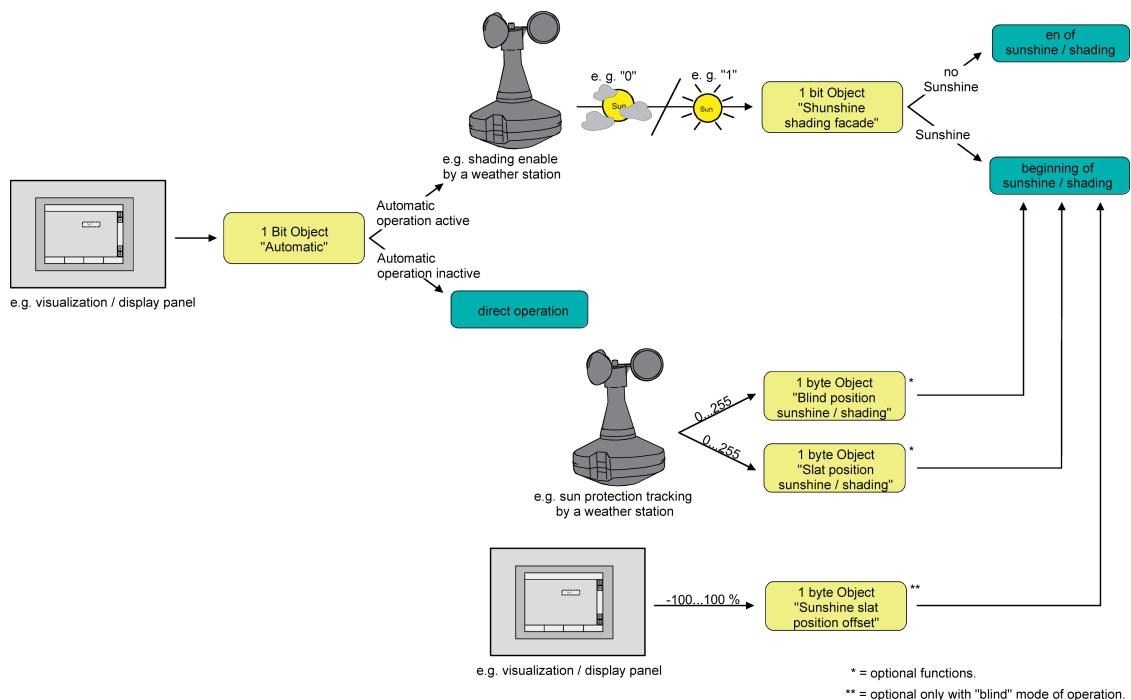 en of
sunshine / shading
no
Sunshine
e. g. "0"
e. g. "1"
Sun
Sun
1 bit Object
"Shunshine
shading facade"
Sunshine
e.g. shading enable
by a weather station
beginning of
sunshine / shading
Automatic
operation active
1 Bit Object
"Automatic"
Automatic
operation inactive
e.g. visualization / display panel
direct operation
0...255
1 byte Object
"Blind position
sunshine / shading"
*
0...255
1 byte Object
"Slat position
sunshine / shading"
*
e.g. sun protection tracking
by a weather station
-100...100 %
1 byte Object
"Sunshine slat
position offset"
**
e.g. visualization / display panel
* = optional functions.
** = optional only with "blind" mode of operation.